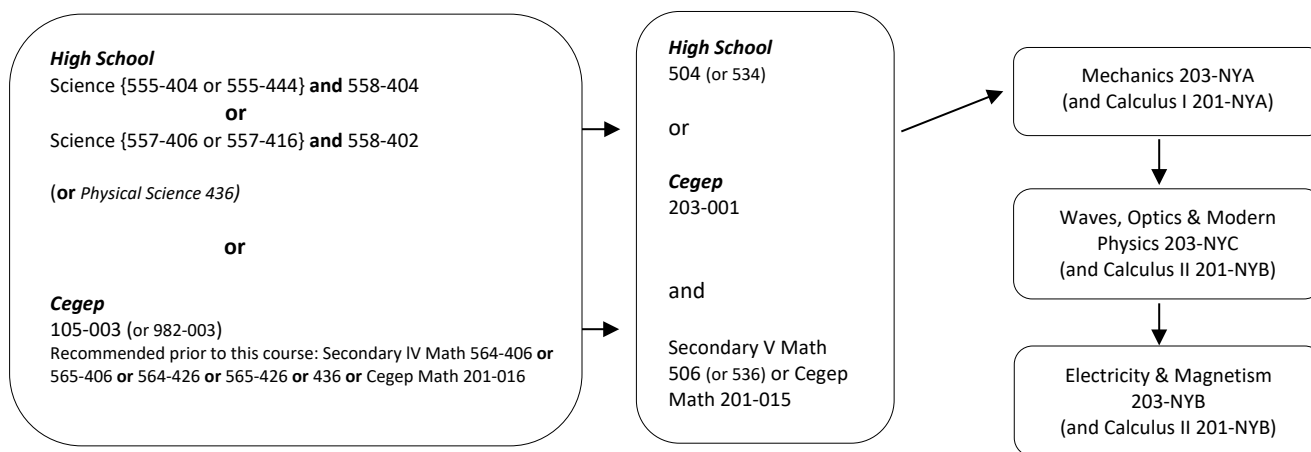 High School
Science {555-404 or 555-444} and 558-404
or
Science {557-406 or 557-416} and 558-402
(or Physical Science 436)
or
Cegep
105-003 (or 982-003)
Recommended prior to this course: Secondary lV Math 564-406 or
565-406 or 564-426 or 565-426 or 436 or Cegep Math 201-016
High School
504 (or 534)
or
Cegep
203-001
and
Secondary V Math
506 (or 536) or Cegep
Math 201-015
Mechanics 203-NYA
(and Calculus I 201-NYA)
Waves, Optics & Modern
Physics 203-NYC
(and Calculus II 201-NYB)
Electricity & Magnetism
203-NYB
(and Calculus II 201-NYB)